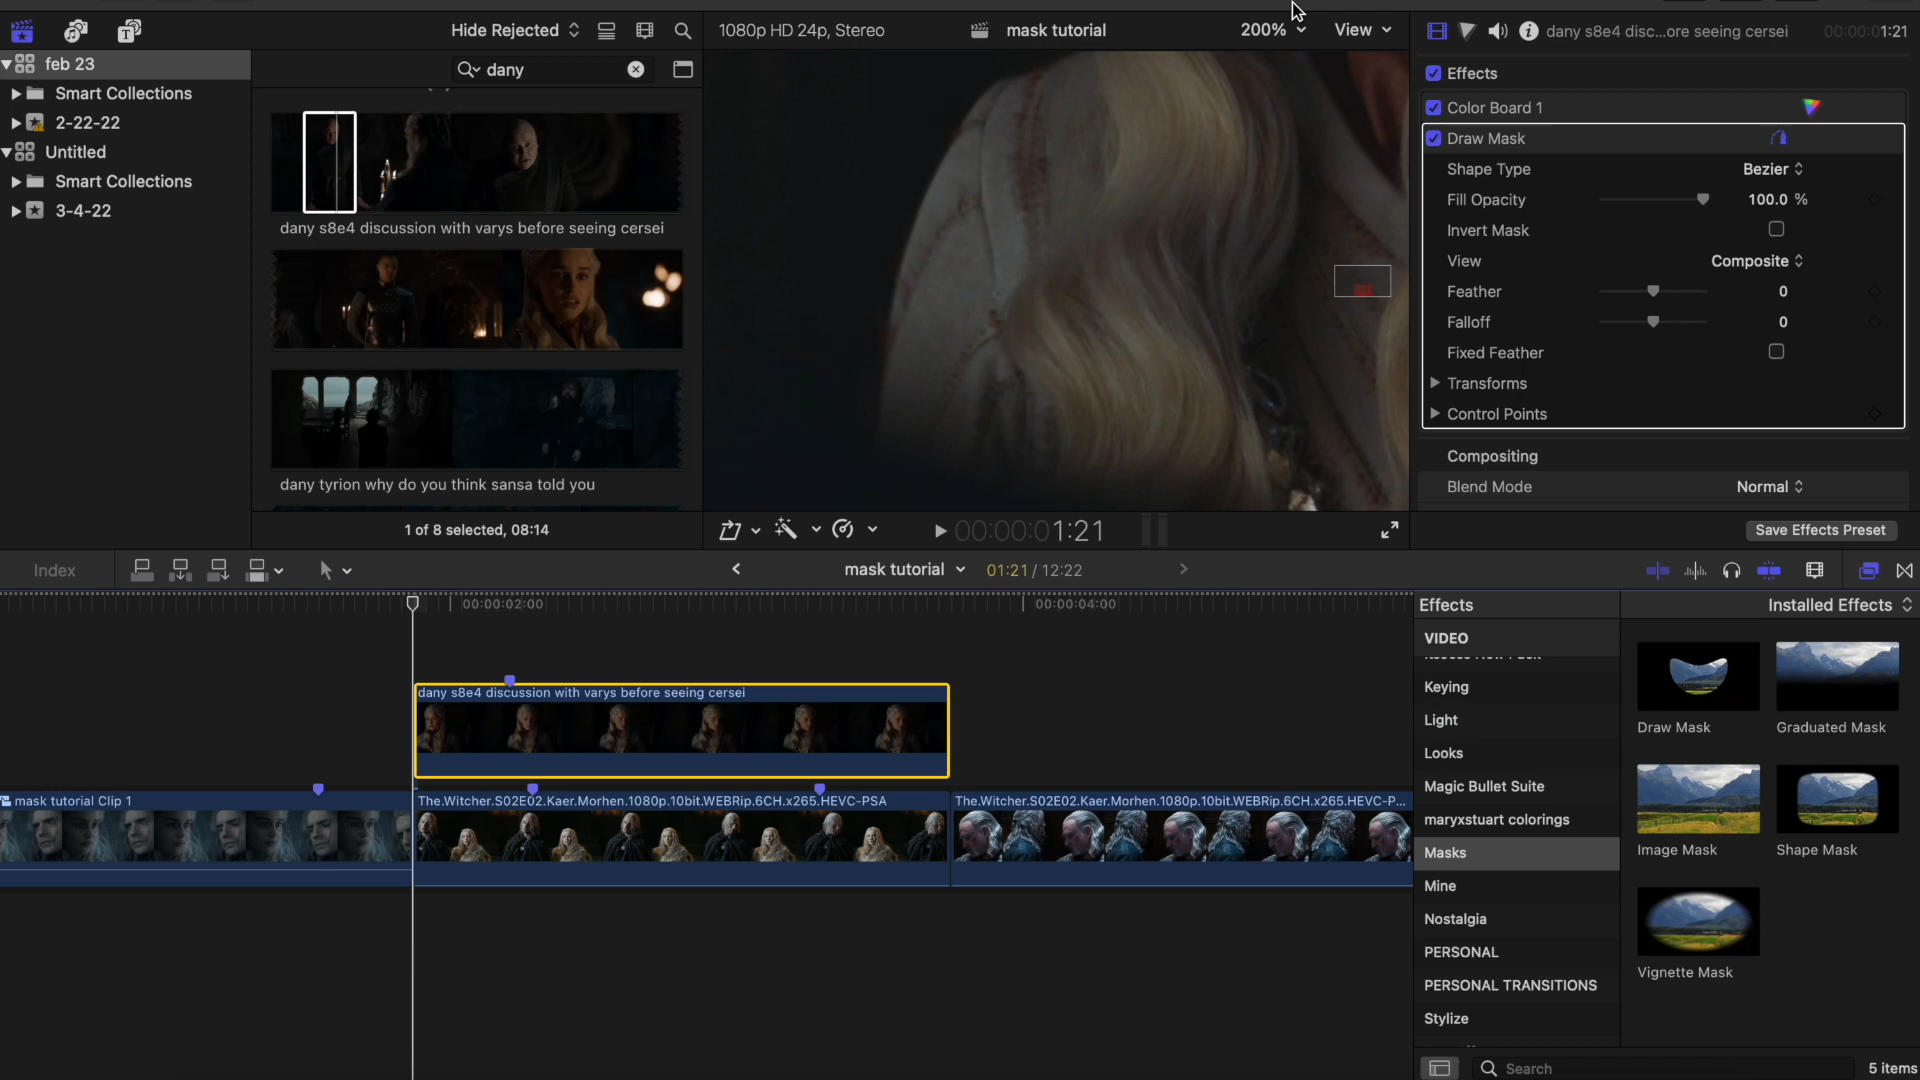 Hide Rejected
1080p HD 24p, Stereo
mask tutorial
200%
View
dany s8e4 disc...ore seeing cersei
00:00:01:21
feb 23
dany
Effects
Smart Collections
Color Board 1
2-22-22
Draw Mask
Untitled
Shape Type
Bezier
Smart Collections
Fill Opacity
100.0 %
3-4-22
dany s8e4 discussion with varys before seeing cersei
Invert Mask
View
Composite
Feather
0
Falloff
0
Fixed Feather
Transforms
Control Points
Compositing
dany tyrion why do you think sansa told you
Blend Mode
Normal
1 of 8 selected, 08:14
00:00:01:21
Save Effects Preset
Index
mask tutorial
01:21 / 12:22
00:00:02:00
00:00:04:00
Effects
Installed Effects
VIDEO
Keying
dany s8e4 discussion with varys before seeing cersei
Light
Draw Mask
Graduated Mask
Looks
Magic Bullet Suite
mask tutorial Clip 1
The.Witcher.S02E02.Kaer.Morhen.1080p.10bit.WEBRip.6CH.x265.HEVC-PSA
The.Witcher.S02E02.Kaer.Morhen.1080p.10bit.WEBRip.6CH.x265.HEVC-P...
maryxstuart colorings
Masks
Image Mask
Shape Mask
Mine
Nostalgia
PERSONAL
Vignette Mask
PERSONAL TRANSITIONS
Stylize
Search
5 items